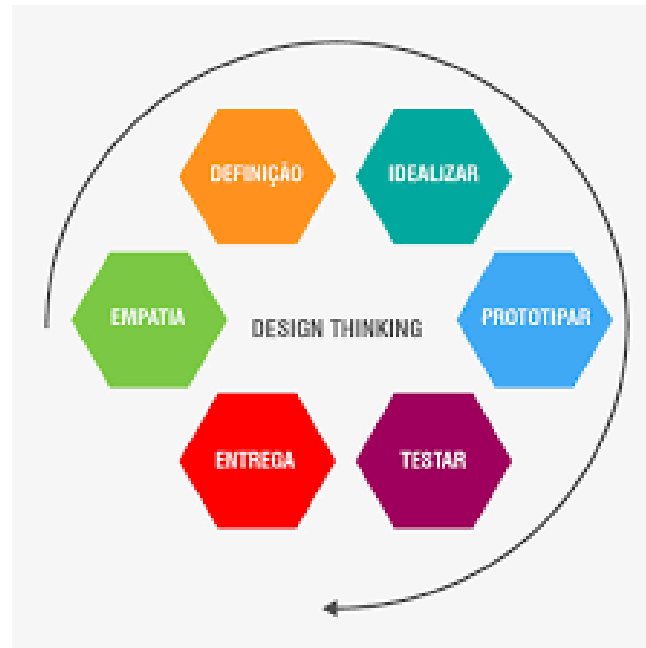 DEFINIÇÃO
IDEALIZAR
EMPATIA
DESIGN THINKING
PROTOTIPAR
ENTREGA
TESTAR